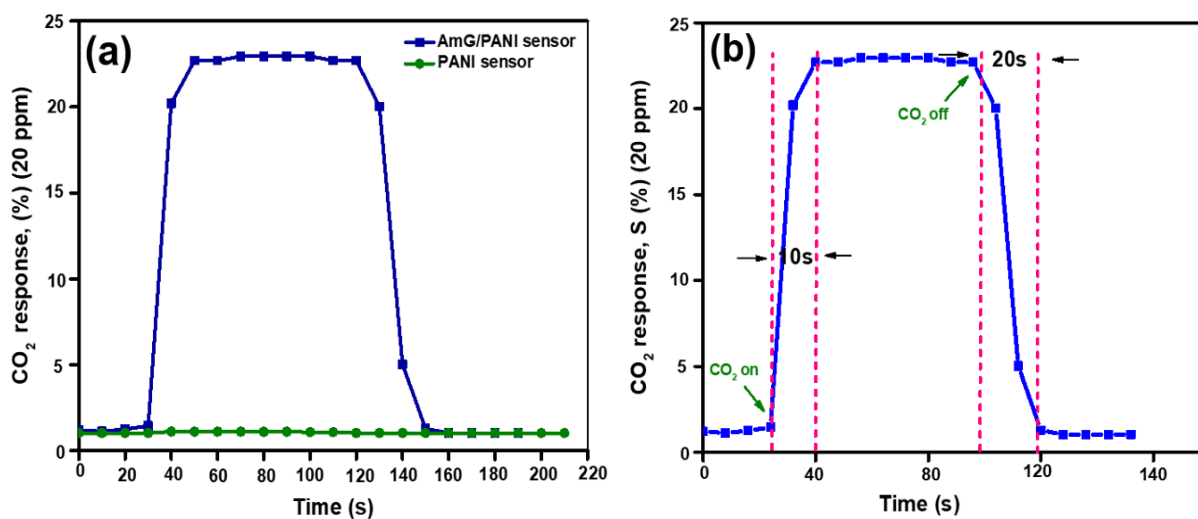 (a)
AmG/PANI sensor
PANI sensor
CO₂ response, (%) (20 ppm)
25
20
15
10
5
0
0 20 40 60 80 100 120 140 160 180 200 220
Time (s)
(b)
20s
CO₂ off
10s
CO₂ on
CO₂ response, S (%) (20 ppm)
25
20
15
10
5
0
0 40 80 120 140
Time (s)